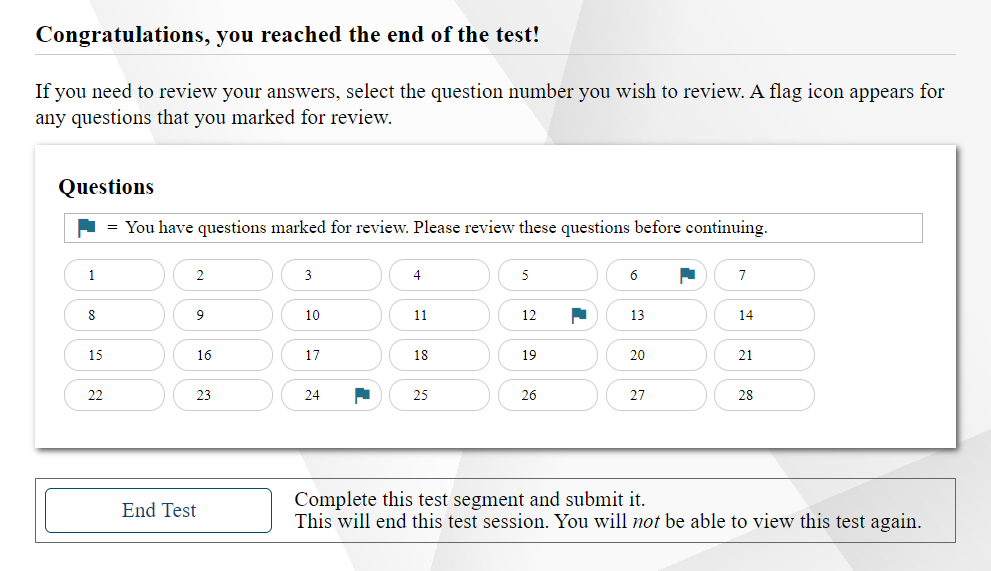 Congratulations, you reached the end of the test!
If you need to review your answers, select the question number you wish to review. A flag icon appears for
any questions that you marked for review.
Questions
= You have questions marked for review. Please review these questions before continuing.
1 2 3 4 5 6 7
8 9 10 11 12 13 14
15 16 17 18 19 20 21
22 23 24 25 26 27 28
End Test
Complete this test segment and submit it.
This will end this test session. You will not be able to view this test again.